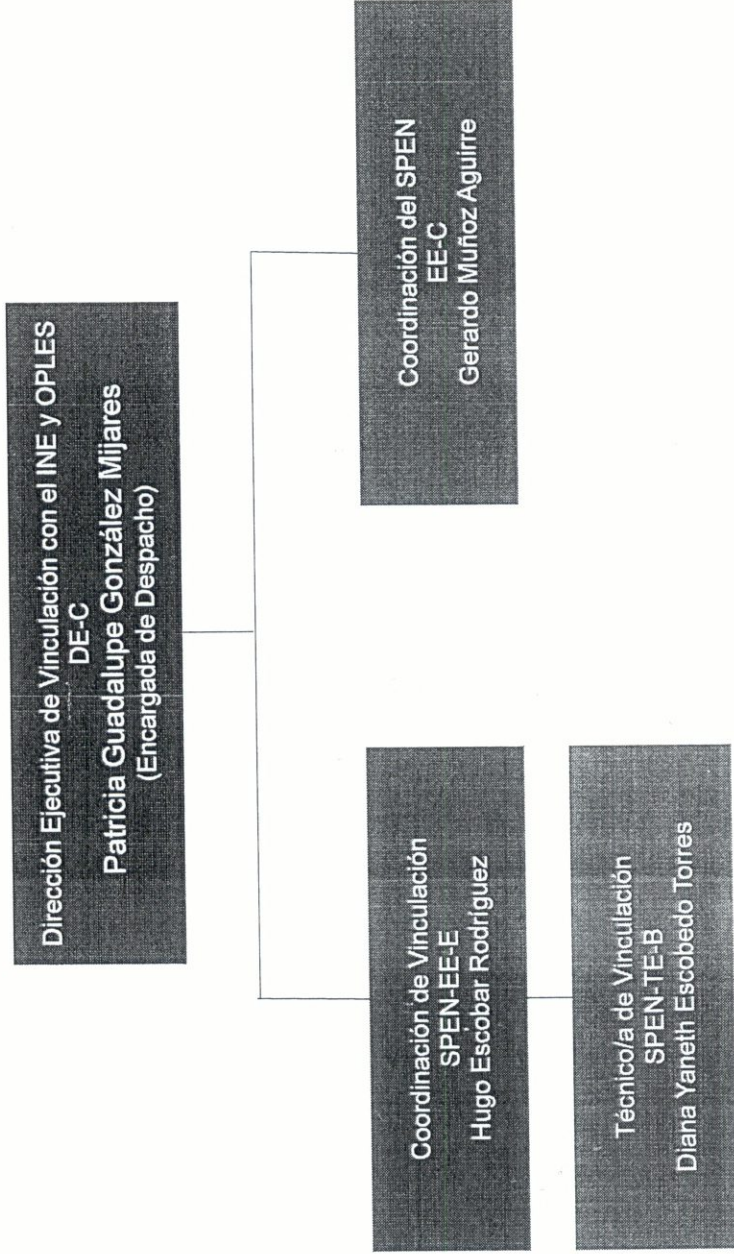 Dirección Ejecutiva de Vinculación con el INE y OPLES
DE-C
Patricia Guadalupe González Mijares
(Encargada de Despacho)
Coordinación de Vinculación
SPEN-EE-E
Hugo Escobar Rodríguez
Técnico/a de Vinculación
SPEN-TE-B
Diana Yaneth Escobedo Torres
Coordinación del SPEN
EE-C
Gerardo Muñoz Aguirre